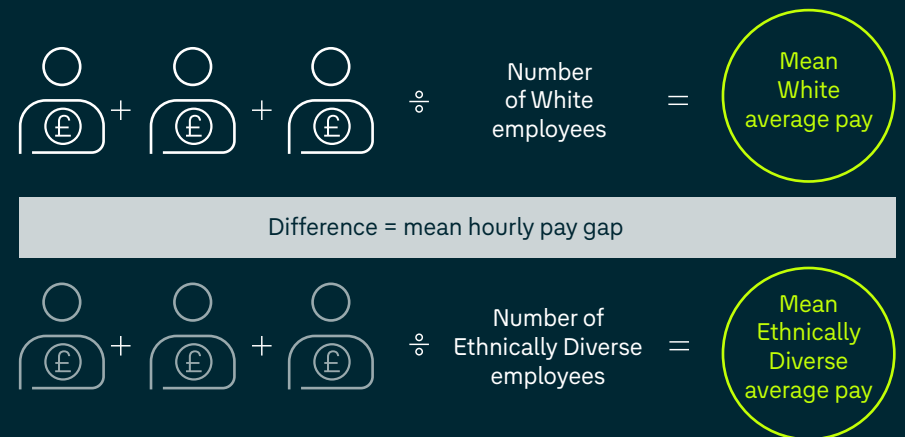 £ + £ + £ ÷ Number
of White
employees = Mean
White
average pay
Difference = mean hourly pay gap
£ + £ + £ ÷ Number of
Ethnically Diverse
employees = Mean
Ethnically
Diverse
average pay